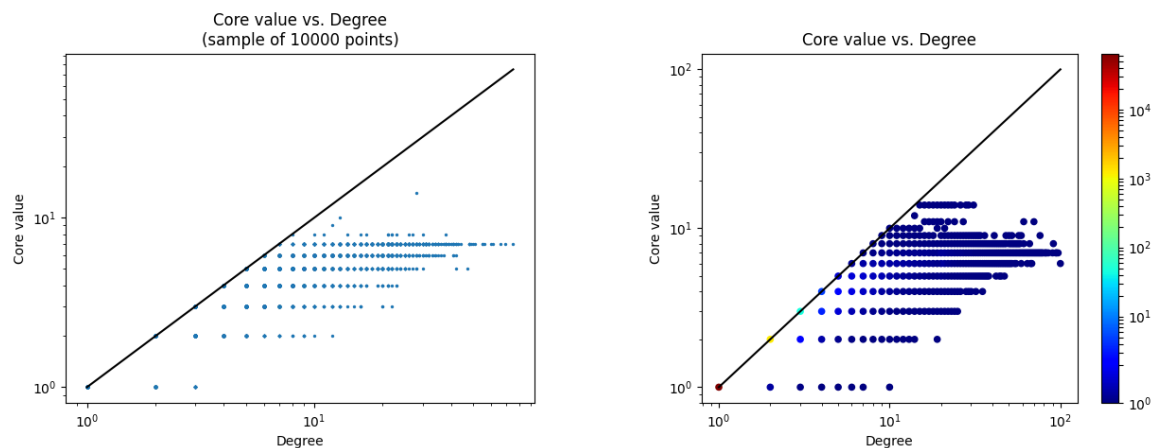 Core value vs. Degree
(sample of 10000 points)
Core value
10¹
10⁰
10⁰
10¹
Degree
Core value vs. Degree
Core value
10²
10¹
10⁰
10⁰
10¹
10²
Degree
10⁴
10³
10²
10¹
10⁰